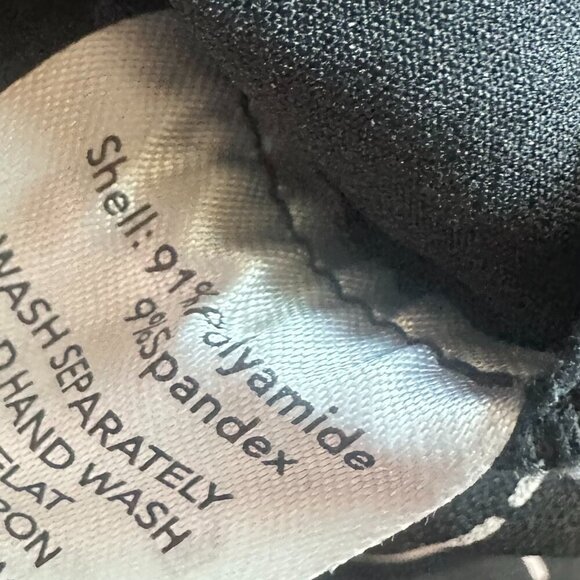 Shell: 91%Polyamide
9%Spandex
WASH SEPARATELY
HAND WASH
FLAT